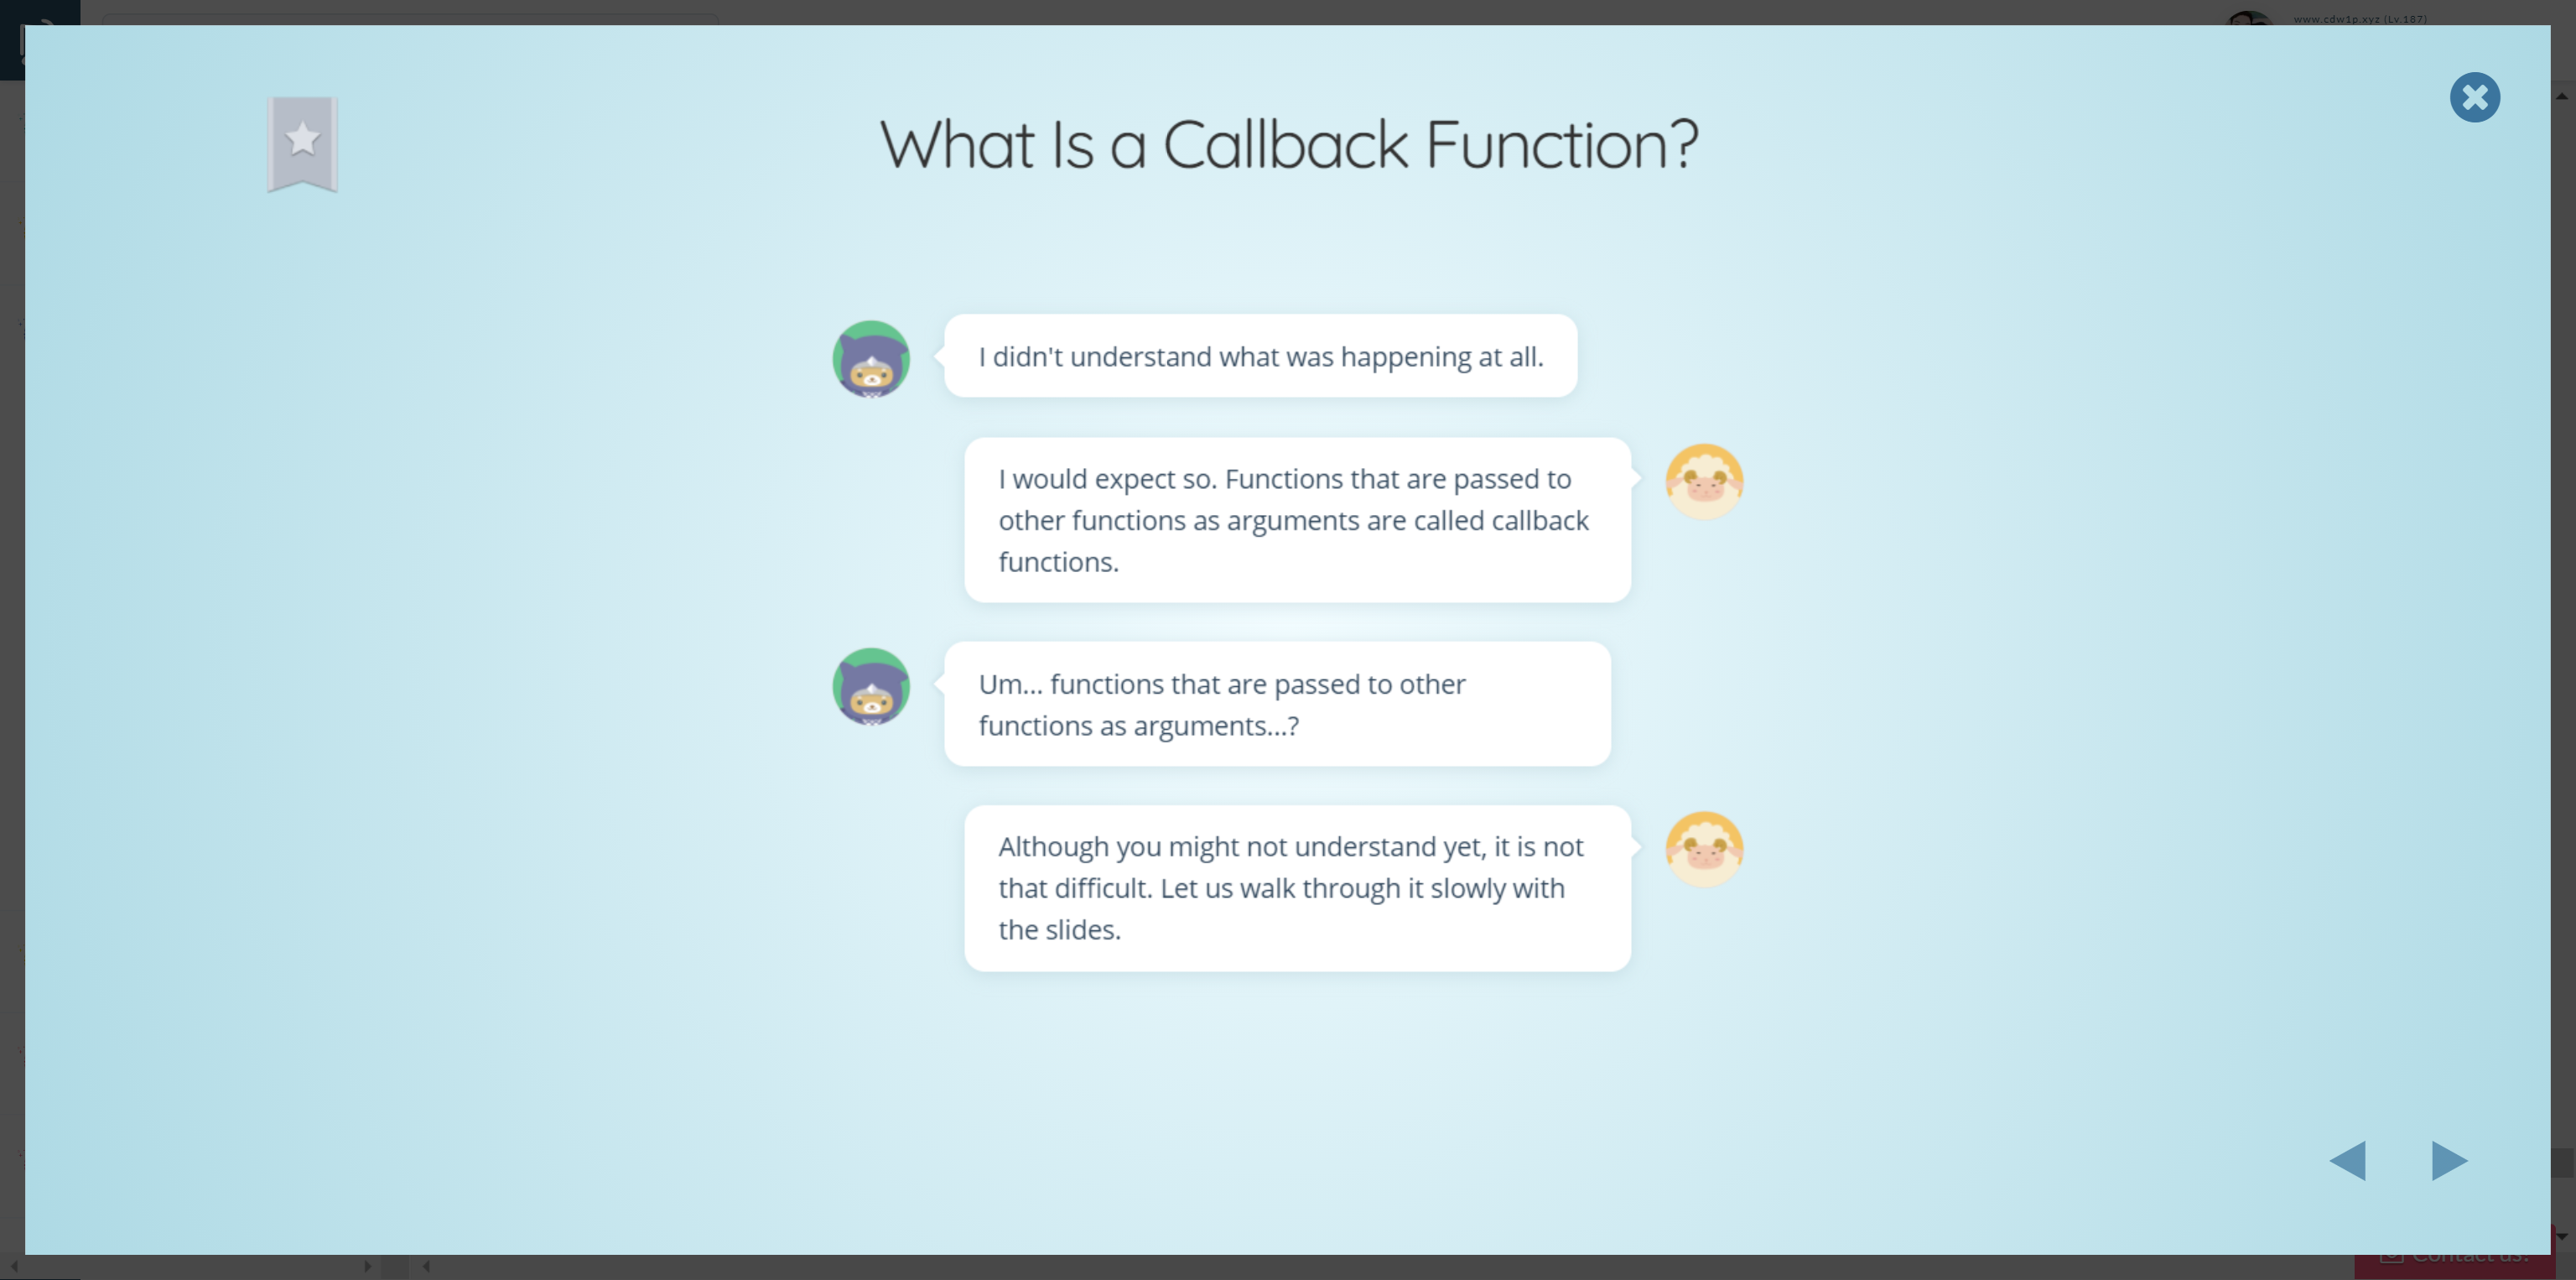 www.cdw1p.xyz (Lv.187)
What Is a Callback Function?
I didn't understand what was happening at all.
I would expect so. Functions that are passed to
other functions as arguments are called callback
functions.
Um... functions that are passed to other
functions as arguments...?
Although you might not understand yet, it is not
that difficult. Let us walk through it slowly with
the slides.
Contact us!